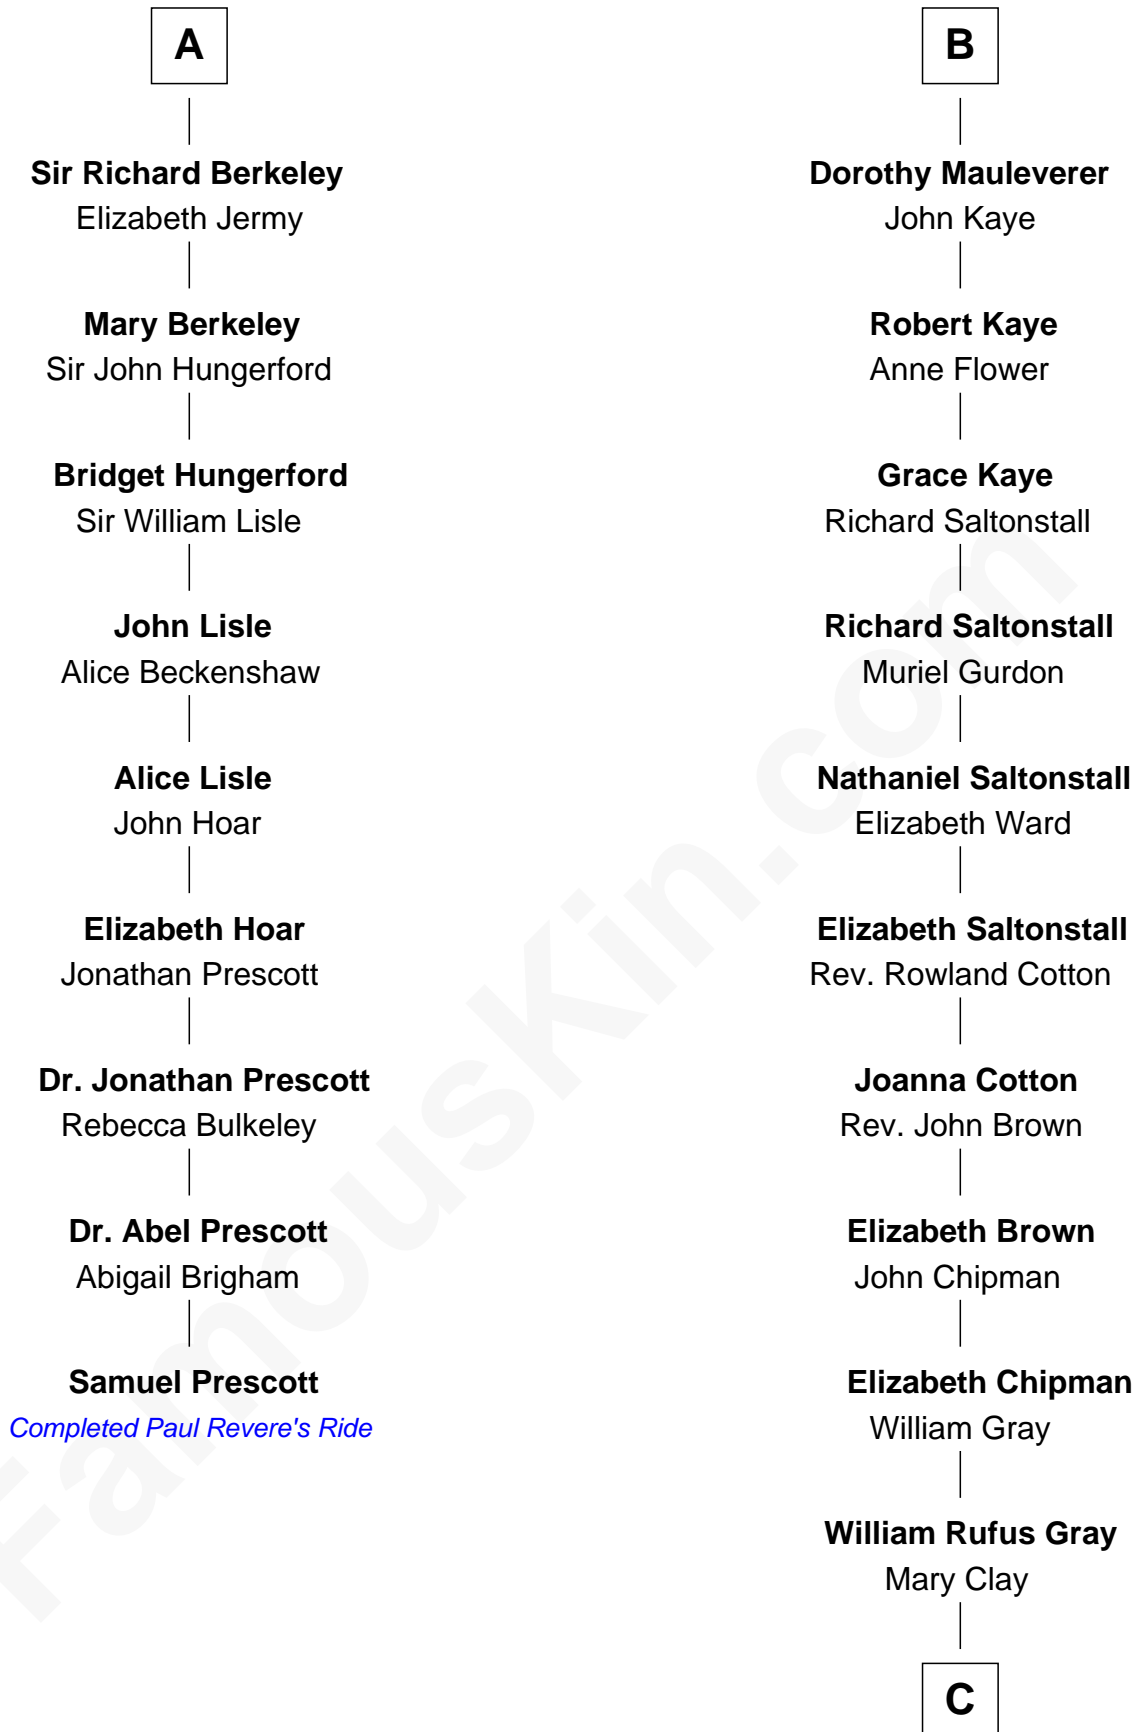 A
Sir Richard Berkeley
Elizabeth Jermy
Mary Berkeley
Sir John Hungerford
Bridget Hungerford
Sir William Lisle
John Lisle
Alice Beckenshaw
Alice Lisle
John Hoar
Elizabeth Hoar
Jonathan Prescott
Dr. Jonathan Prescott
Rebecca Bulkeley
Dr. Abel Prescott
Abigail Brigham
Samuel Prescott
Completed Paul Revere's Ride
B
Dorothy Mauleverer
John Kaye
Robert Kaye
Anne Flower
Grace Kaye
Richard Saltonstall
Richard Saltonstall
Muriel Gurdon
Nathaniel Saltonstall
Elizabeth Ward
Elizabeth Saltonstall
Rev. Rowland Cotton
Joanna Cotton
Rev. John Brown
Elizabeth Brown
John Chipman
Elizabeth Chipman
William Gray
William Rufus Gray
Mary Clay
C
FamousKin.com